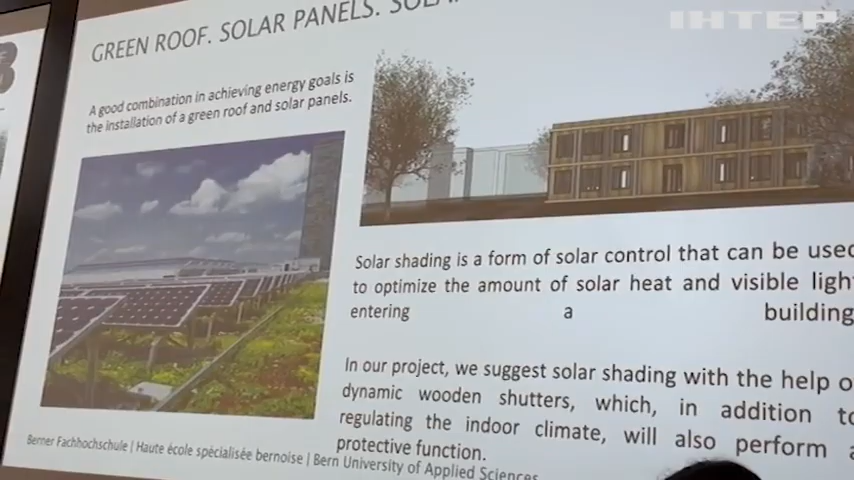 ІНТЕР
GREEN ROOF. SOLAR PANELS.
A good combination in achieving energy goals is
the installation of a green roof and solar panels.
Solar shading is a form of solar control that can be used
to optimize the amount of solar heat and visible light
entering a building
In our project, we suggest solar shading with the help
dynamic wooden shutters, which, in addition to
regulating the indoor climate, will also perform a
protective function.
Berner Fachhochschule | Haute école spécialisée bernoise | Bern University of Applied Sciences